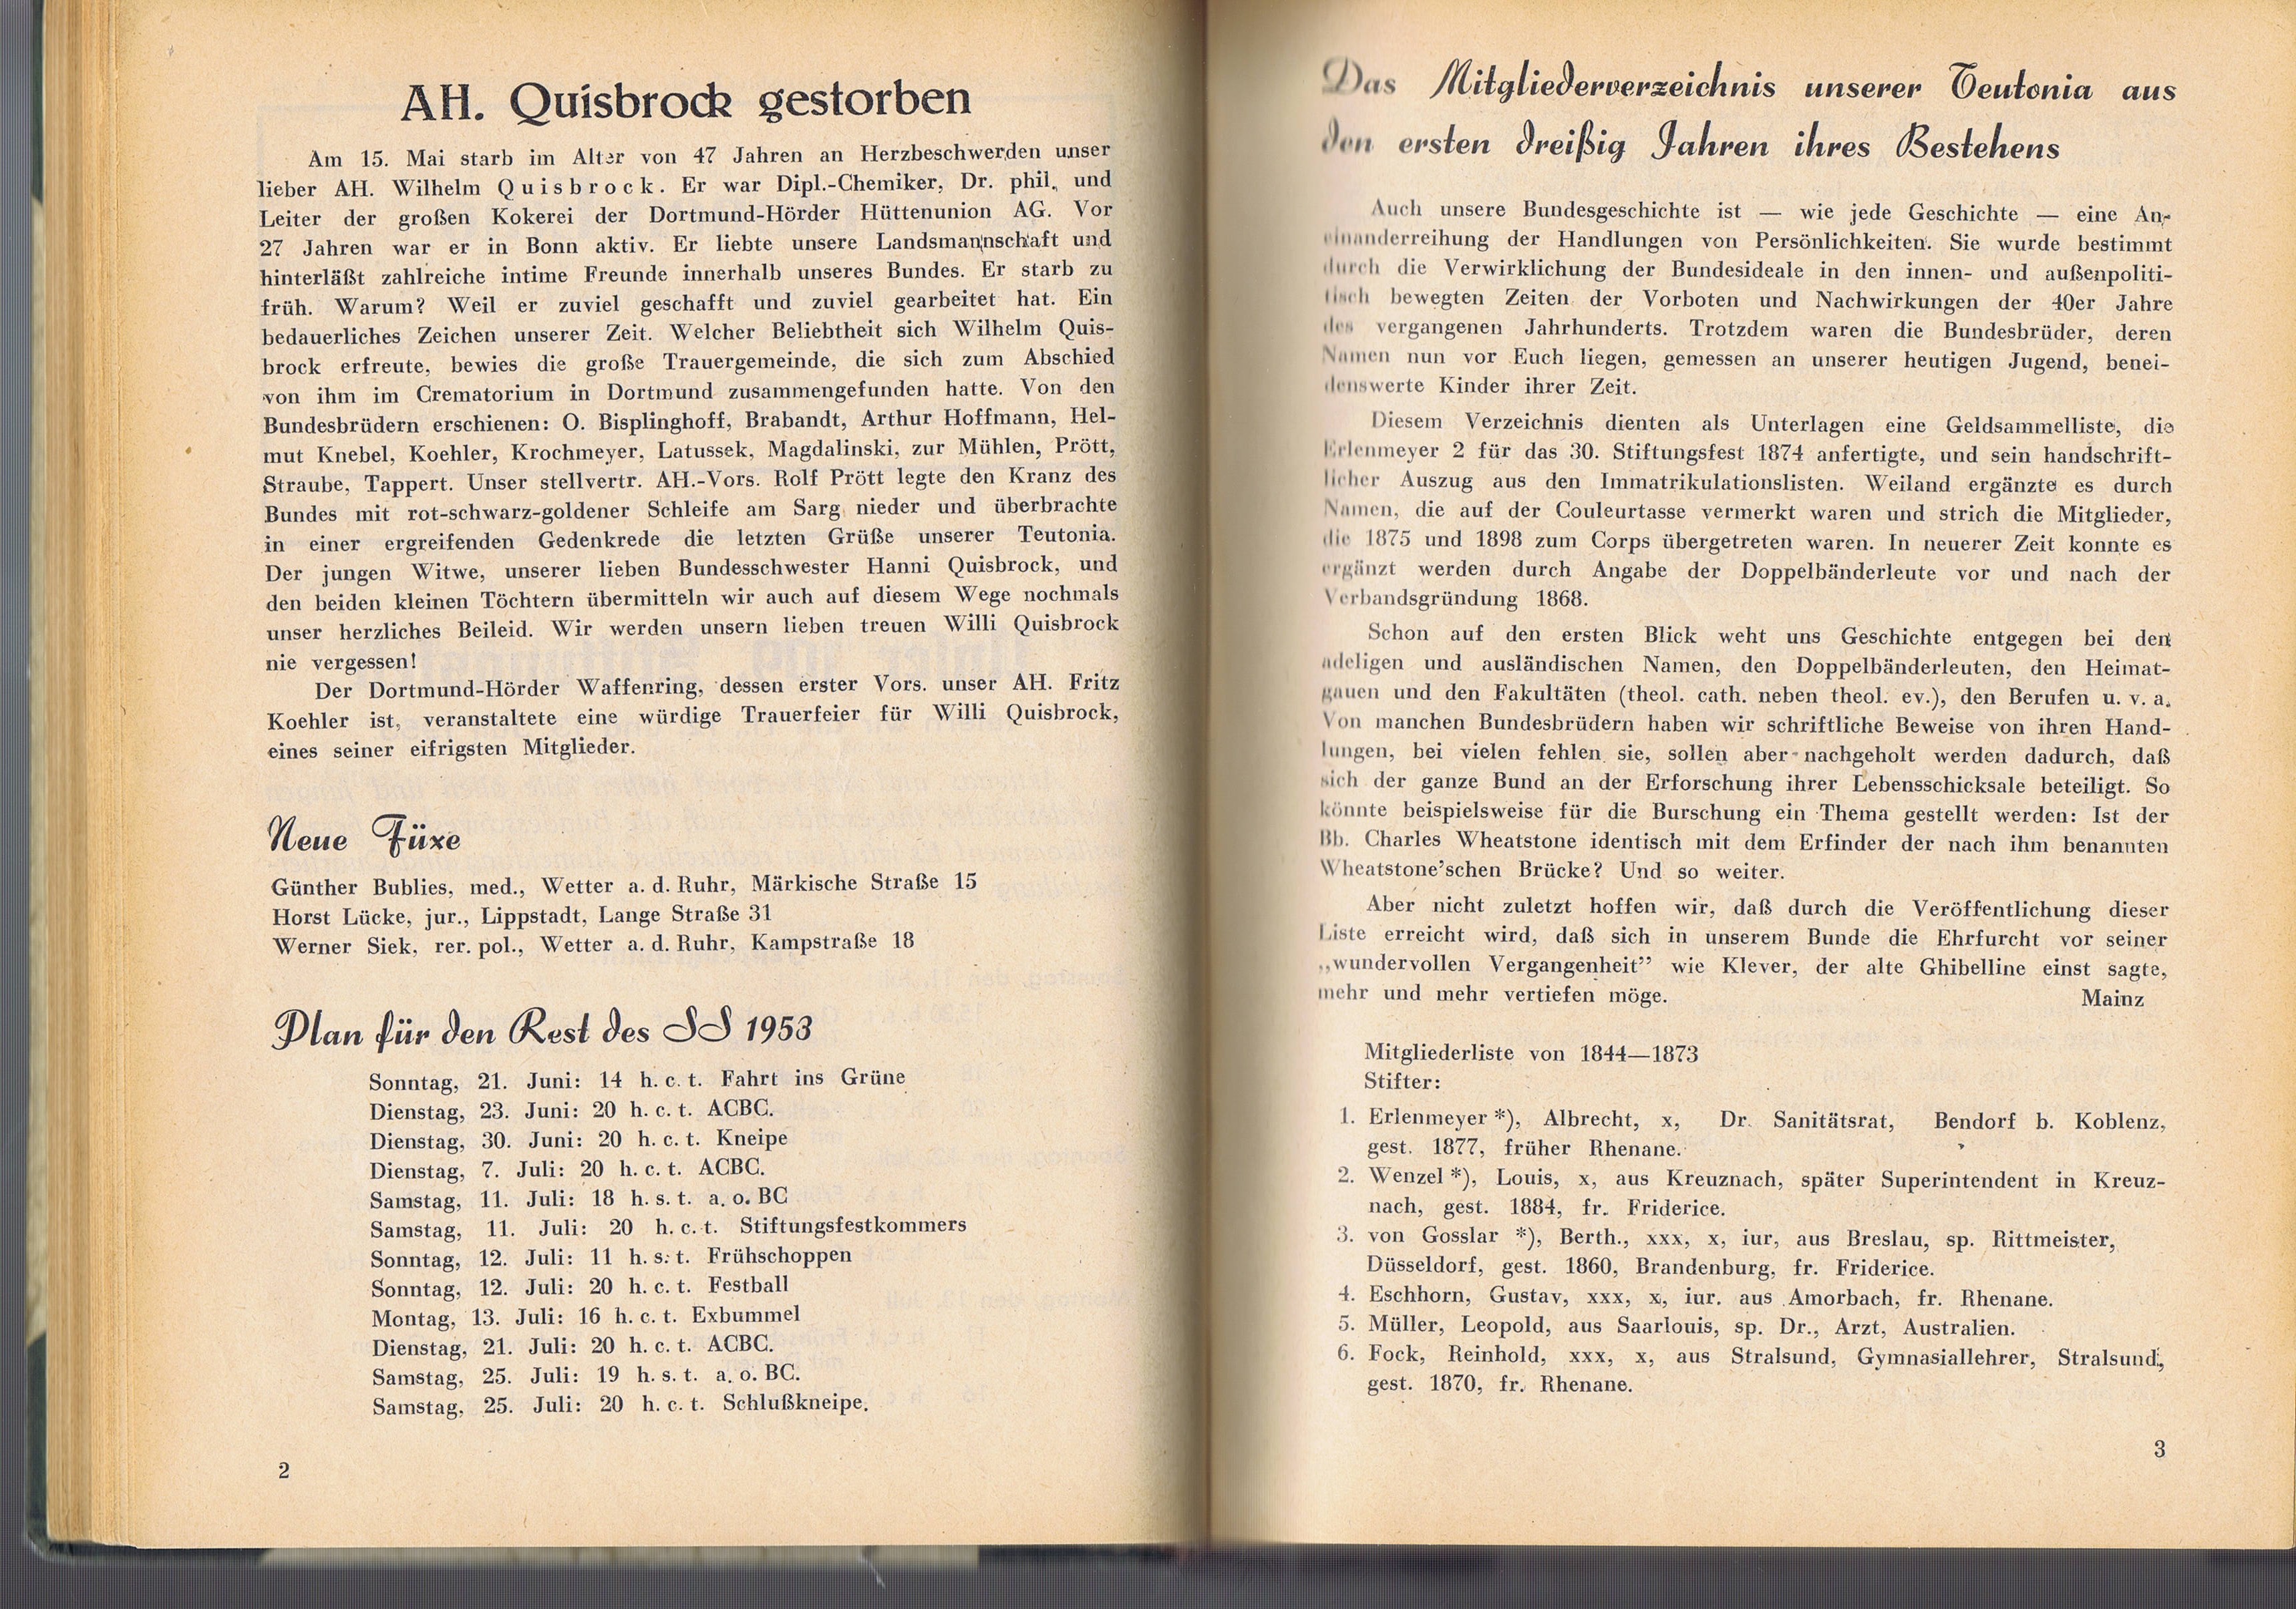 AH. Quisbrock gestorben
Am 15. Mai starb im Alter von 47 Jahren an Herzbeschwerden unser
lieber AH. Wilhelm Quisbrock. Er war Dipl.-Chemiker, Dr. phil. und
Leiter der großen Kokerei der Dortmund-Hörder Hüttenunion AG. Vor
27 Jahren war er in Bonn aktiv. Er liebte unsere Landsmannschaft und
hinterläßt zahlreiche intime Freunde innerhalb unseres Bundes. Er starb zu
früh. Warum? Weil er zuviel geschafft und zuviel gearbeitet hat. Ein
bedauerliches Zeichen unserer Zeit. Welcher Beliebtheit sich Wilhelm Quis-
brock erfreute, bewies die große Trauergemeinde, die sich zum Abschied
von ihm im Crematorium in Dortmund zusammengefunden hatte. Von den
Bundesbrüdern erschienen: O. Bisplinghoff, Brabandt, Arthur Hoffmann, Hel-
mut Knebel, Koehler, Krochmeyer, Latussek, Magdalinski, zur Mühlen, Prött,
Straube, Tappert. Unser stellvertr. AH.-Vors. Rolf Prött legte den Kranz des
Bundes mit rot-schwarz-goldener Schleife am Sarg nieder und überbrachte
in einer ergreifenden Gedenkrede die letzten Grüße unserer Teutonia.
Der jungen Witwe, unserer lieben Bundesschwester Hanni Quisbrock, und
den beiden kleinen Töchtern übermitteln wir auch auf diesem Wege nochmals
unser herzliches Beileid. Wir werden unsern lieben treuen Willi Quisbrock
nie vergessen!
Der Dortmund-Hörder Waffenring, dessen erster Vors. unser AH. Fritz
Koehler ist, veranstaltete eine würdige Trauerfeier für Willi Quisbrock,
eines seiner eifrigsten Mitglieder.
Neue Füxe
Günther Bublies, med., Wetter a. d. Ruhr, Märkische Straße 15
Horst Lücke, jur., Lippstadt, Lange Straße 31
Werner Siek, rer. pol., Wetter a. d. Ruhr, Kampstraße 18
Plan für den Rest des SS 1953
Sonntag, 21. Juni: 14 h. c. t. Fahrt ins Grüne
Dienstag, 23. Juni: 20 h. c. t. ACBC.
Dienstag, 30. Juni: 20 h. c. t. Kneipe
Dienstag, 7. Juli: 20 h. c. t. ACBC.
Samstag, 11. Juli: 18 h. s. t. a. o. BC
Samstag, 11. Juli: 20 h. c. t. Stiftungsfestkommers
Sonntag, 12. Juli: 11 h. s. t. Frühschoppen
Sonntag, 12. Juli: 20 h. c. t. Festball
Montag, 13. Juli: 16 h. c. t. Exbummel
Dienstag, 21. Juli: 20 h. c. t. ACBC.
Samstag, 25. Juli: 19 h. s. t. a. o. BC.
Samstag, 25. Juli: 20 h. c. t. Schlußkneipe.
2
Das Mitgliederverzeichnis unserer Teutonia aus
den ersten dreißig Jahren ihres Bestehens
Auch unsere Bundesgeschichte ist — wie jede Geschichte — eine An-
einanderreihung der Handlungen von Persönlichkeiten. Sie wurde bestimmt
durch die Verwirklichung der Bundesideale in den innen- und außenpoliti-
tisch bewegten Zeiten der Vorboten und Nachwirkungen der 40er Jahre
des vergangenen Jahrhunderts. Trotzdem waren die Bundesbrüder, deren
Namen nun vor Euch liegen, gemessen an unserer heutigen Jugend, benei-
denswerte Kinder ihrer Zeit.
Diesem Verzeichnis dienten als Unterlagen eine Geldsammelliste, die
Erlenmeyer 2 für das 30. Stiftungsfest 1874 anfertigte, und sein handschrift-
licher Auszug aus den Immatrikulationslisten. Weiland ergänzte es durch
Namen, die auf der Couleurtasse vermerkt waren und strich die Mitglieder,
die 1875 und 1898 zum Corps übergetreten waren. In neuerer Zeit konnte es
ergänzt werden durch Angabe der Doppelbänderleute vor und nach der
Verbandsgründung 1868.
Schon auf den ersten Blick weht uns Geschichte entgegen bei den
adeligen und ausländischen Namen, den Doppelbänderleuten, den Heimat-
gauen und den Fakultäten (theol. cath. neben theol. ev.), den Berufen u. v. a.
Von manchen Bundesbrüdern haben wir schriftliche Beweise von ihren Hand-
lungen, bei vielen fehlen sie, sollen aber nachgeholt werden dadurch, daß
sich der ganze Bund an der Erforschung ihrer Lebensschicksale beteiligt. So
könnte beispielsweise für die Burschung ein Thema gestellt werden: Ist der
Bb. Charles Wheatstone identisch mit dem Erfinder der nach ihm benannten
Wheatstone'schen Brücke? Und so weiter.
Aber nicht zuletzt hoffen wir, daß durch die Veröffentlichung dieser
Liste erreicht wird, daß sich in unserem Bunde die Ehrfurcht vor seiner
„wundervollen Vergangenheit” wie Klever, der alte Ghibelline einst sagte,
mehr und mehr vertiefen möge. Mainz
Mitgliederliste von 1844—1873
Stifter:
1. Erlenmeyer *), Albrecht, x, Dr. Sanitätsrat, Bendorf b. Koblenz,
gest. 1877, früher Rhenane.
2. Wenzel *), Louis, x, aus Kreuznach, später Superintendent in Kreuz-
nach, gest. 1884, fr. Friderice.
3. von Gosslar *), Berth., xxx, x, iur, aus Breslau, sp. Rittmeister,
Düsseldorf, gest. 1860, Brandenburg, fr. Friderice.
4. Eschhorn, Gustav, xxx, x, iur. aus Amorbach, fr. Rhenane.
5. Müller, Leopold, aus Saarlouis, sp. Dr., Arzt, Australien.
6. Fock, Reinhold, xxx, x, aus Stralsund, Gymnasiallehrer, Stralsund,
gest. 1870, fr. Rhenane.
3